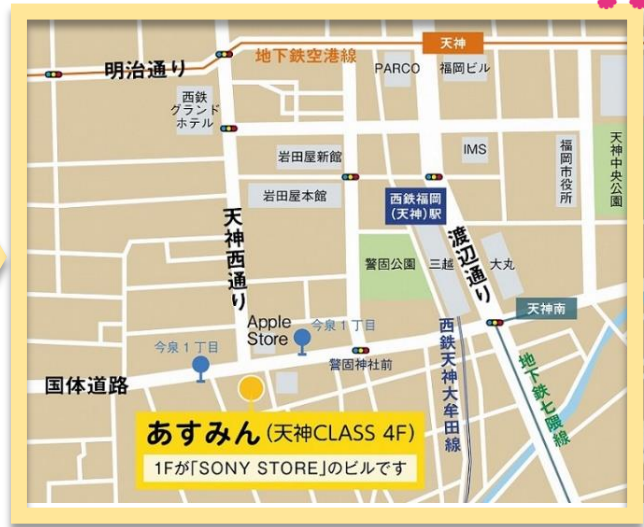 地下鉄空港線
天神
明治通り
PARCO
福岡ビル
西鉄
グランド
ホテル
岩田屋新館
IMS
福岡市役所
天神中央公園
岩田屋本館
西鉄福岡
(天神)駅
天神西通り
渡辺通り
警固公園
三越
大丸
天神南
Apple
Store
今泉1丁目
今泉1丁目
警固神社前
西鉄天神大牟田線
地下鉄七隈線
国体道路
あすみん(天神CLASS 4F)
1Fが「SONY STORE」のビルです